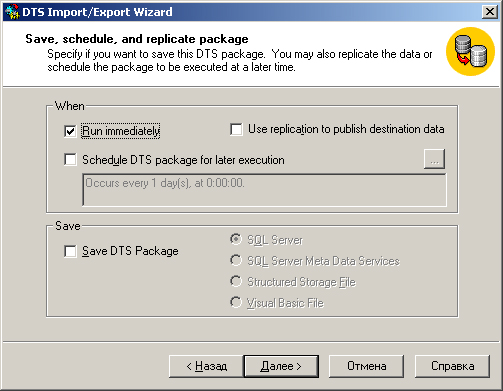 DTS Import/Export Wizard
Save, schedule, and replicate package
Specify if you want to save this DTS package. You may also replicate the data or
schedule the package to be executed at a later time.
When
Run immediately
Use replication to publish destination data
Schedule DTS package for later execution
...
Occurs every 1 day(s), at 0:00:00.
Save
Save DTS Package
SQL Server
SQL Server Meta Data Services
Structured Storage File
Visual Basic File
< Назад
Далее >
Отмена
Справка